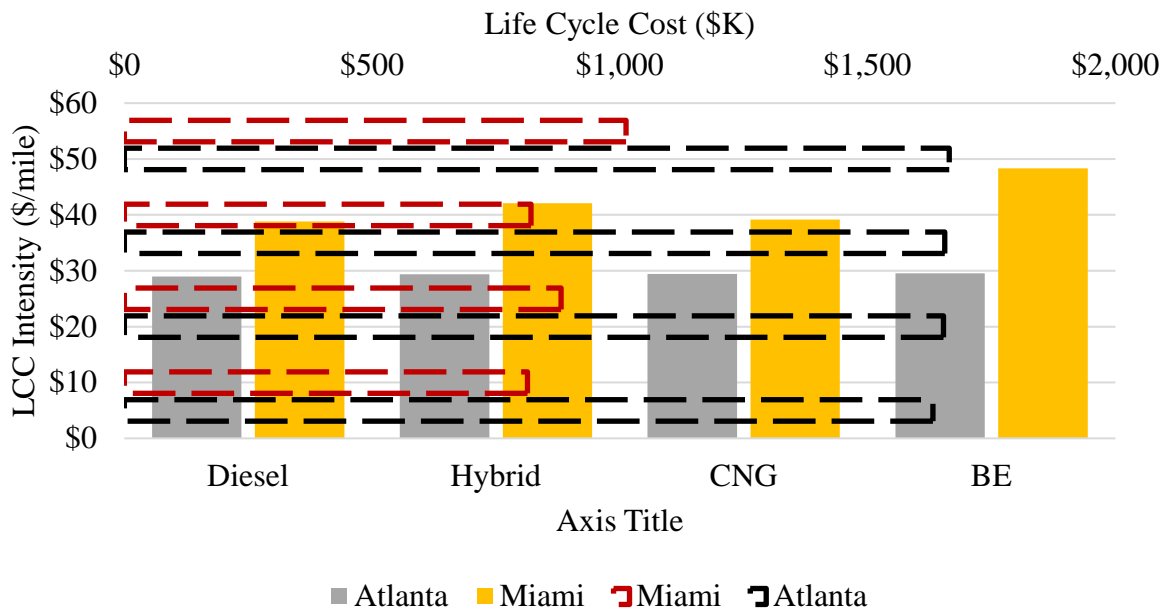 Life Cycle Cost ($K)
$0 $500 $1,000 $1,500 $2,000
LCC Intensity ($/mile)
$60
$50
$40
$30
$20
$10
$0
Diesel Hybrid CNG BE
Axis Title
Atlanta Miami Miami Atlanta